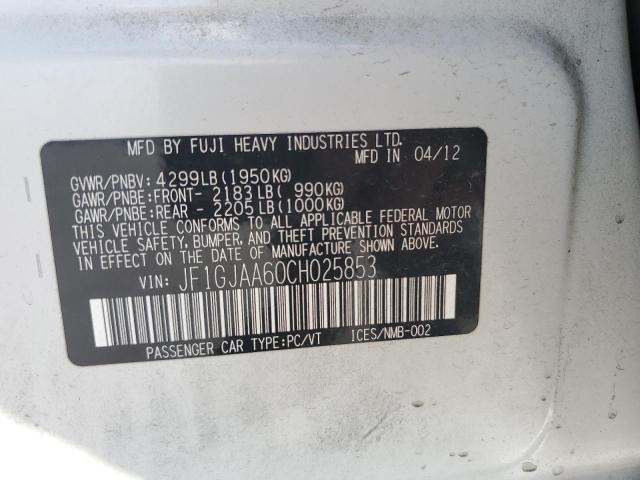 MFD BY FUJI HEAVY INDUSTRIES LTD.
MFD IN 04/12
GVWR/PNBV: 4299LB(1950KG)
GAWR/PNBE:FRONT- 2183LB( 990KG)
GAWR/PNBE:REAR - 2205LB(1000KG)
THIS VEHICLE CONFORMS TO ALL APPLICABLE FEDERAL MOTOR
VEHICLE SAFETY, BUMPER, AND THEFT PREVENTION STANDARDS
IN EFFECT ON THE DATE OF MANUFACTURE SHOWN ABOVE.
VIN: JF1GJAA60CH025853
PASSENGER CAR TYPE:PC/VT ICES/NMB-002